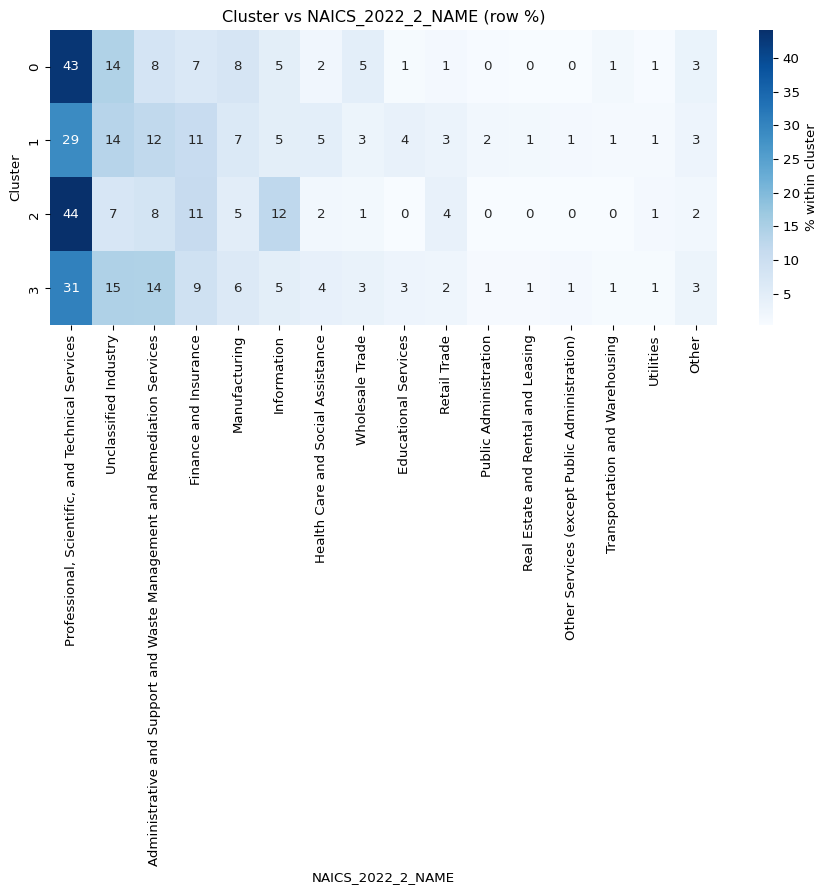 Cluster vs NAICS_2022_2_NAME (row %)
Cluster
0
43 14 8 7 8 5 2 5 1 1 0 0 0 1 1 3
1
29 14 12 11 7 5 5 3 4 3 2 1 1 1 1 3
2
44 7 8 11 5 12 2 1 0 4 0 0 0 0 1 2
3
31 15 14 9 6 5 4 3 3 2 1 1 1 1 1 3
Professional, Scientific, and Technical Services
Unclassified Industry
Administrative and Support and Waste Management and Remediation Services
Finance and Insurance
Manufacturing
Information
Health Care and Social Assistance
Wholesale Trade
Educational Services
Retail Trade
Public Administration
Real Estate and Rental and Leasing
Other Services (except Public Administration)
Transportation and Warehousing
Utilities
Other
NAICS_2022_2_NAME
40
35
30
25
20
15
10
5
% within cluster